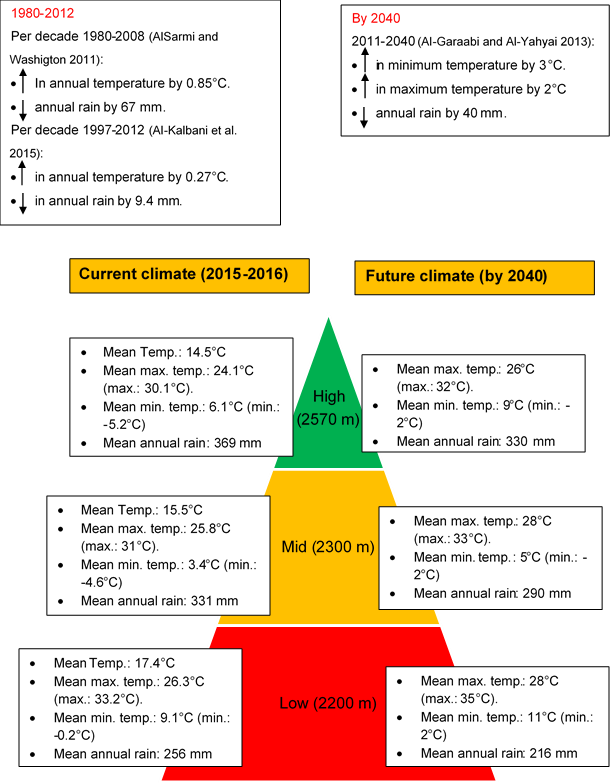 1980-2012
Per decade 1980-2008 (AlSarmi and
Washigton 2011):
• ↑ In annual temperature by 0.85°C.
• ↓ annual rain by 67 mm.
Per decade 1997-2012 (Al-Kalbani et al.
2015):
• ↑ in annual temperature by 0.27°C.
• ↓ in annual rain by 9.4 mm.
By 2040
2011-2040 (Al-Garaabi and Al-Yahyai 2013):
• ↑ in minimum temperature by 3°C.
• ↑ in maximum temperature by 2°C
• ↓ annual rain by 40 mm.
Current climate (2015-2016)
Future climate (by 2040)
• Mean Temp.: 14.5°C
• Mean max. temp.: 24.1°C
(max.: 30.1°C).
• Mean min. temp.: 6.1°C (min.:
-5.2°C)
• Mean annual rain: 369 mm
High
(2570 m)
• Mean max. temp.: 26°C
(max.: 32°C).
• Mean min. temp.: 9°C (min.: -
2°C)
• Mean annual rain: 330 mm
• Mean Temp.: 15.5°C
• Mean max. temp.: 25.8°C
(max.: 31°C).
• Mean min. temp.: 3.4°C (min.:
-4.6°C)
• Mean annual rain: 331 mm
Mid (2300 m)
• Mean max. temp.: 28°C
(max.: 33°C).
• Mean min. temp.: 5°C (min.: -
2°C)
• Mean annual rain: 290 mm
• Mean Temp.: 17.4°C
• Mean max. temp.: 26.3°C
(max.: 33.2°C).
• Mean min. temp.: 9.1°C (min.:
-0.2°C)
• Mean annual rain: 256 mm
Low (2200 m)
• Mean max. temp.: 28°C
(max.: 35°C).
• Mean min. temp.: 11°C (min.:
2°C)
• Mean annual rain: 216 mm